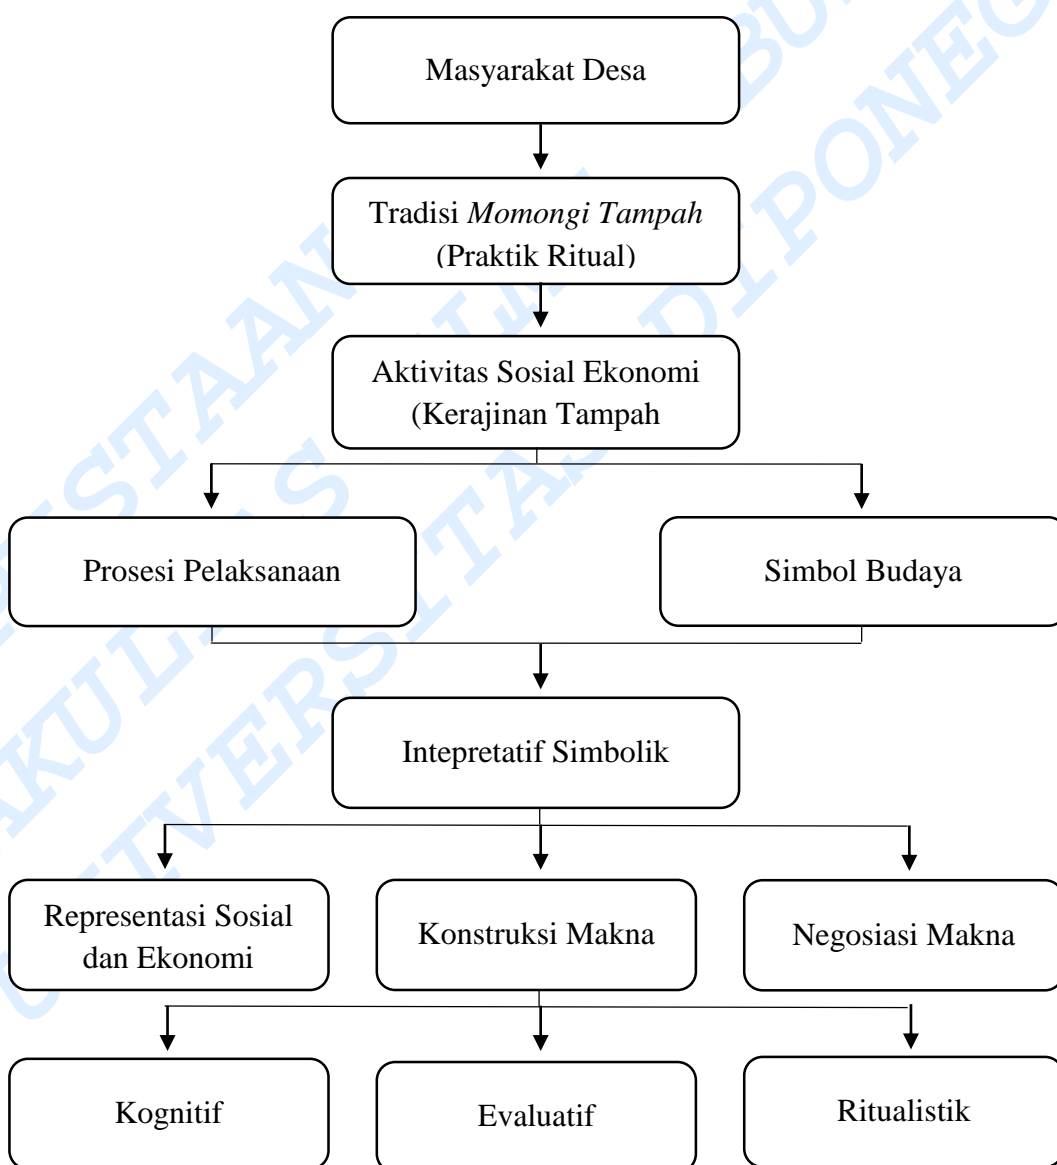 Masyarakat Desa
Tradisi Momongi Tampah
(Praktik Ritual)
Aktivitas Sosial Ekonomi
(Kerajinan Tampah
Prosesi Pelaksanaan
Simbol Budaya
Intepretatif Simbolik
Representasi Sosial
dan Ekonomi
Konstruksi Makna
Negosiasi Makna
Kognitif
Evaluatif
Ritualistik